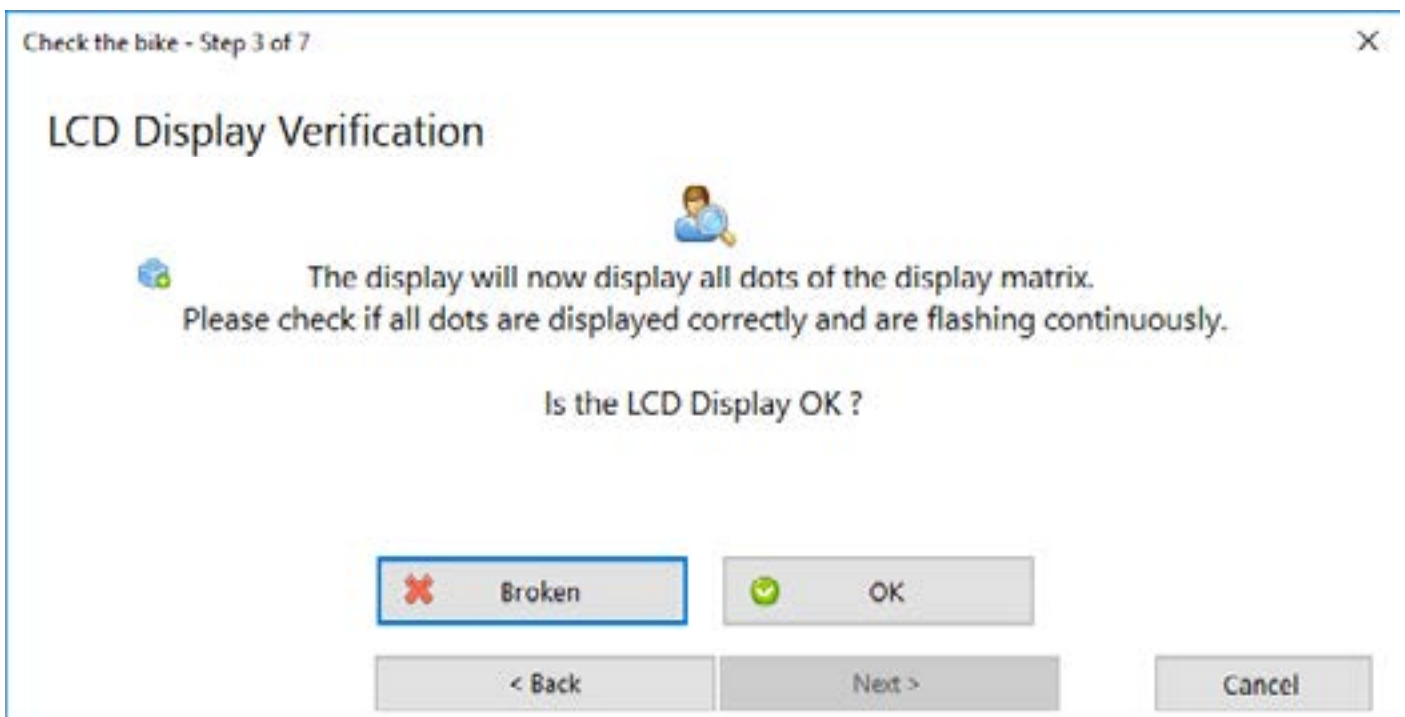 Check the bike - Step 3 of 7
LCD Display Verification
The display will now display all dots of the display matrix.
Please check if all dots are displayed correctly and are flashing continuously.
Is the LCD Display OK ?
Broken
OK
< Back
Next >
Cancel